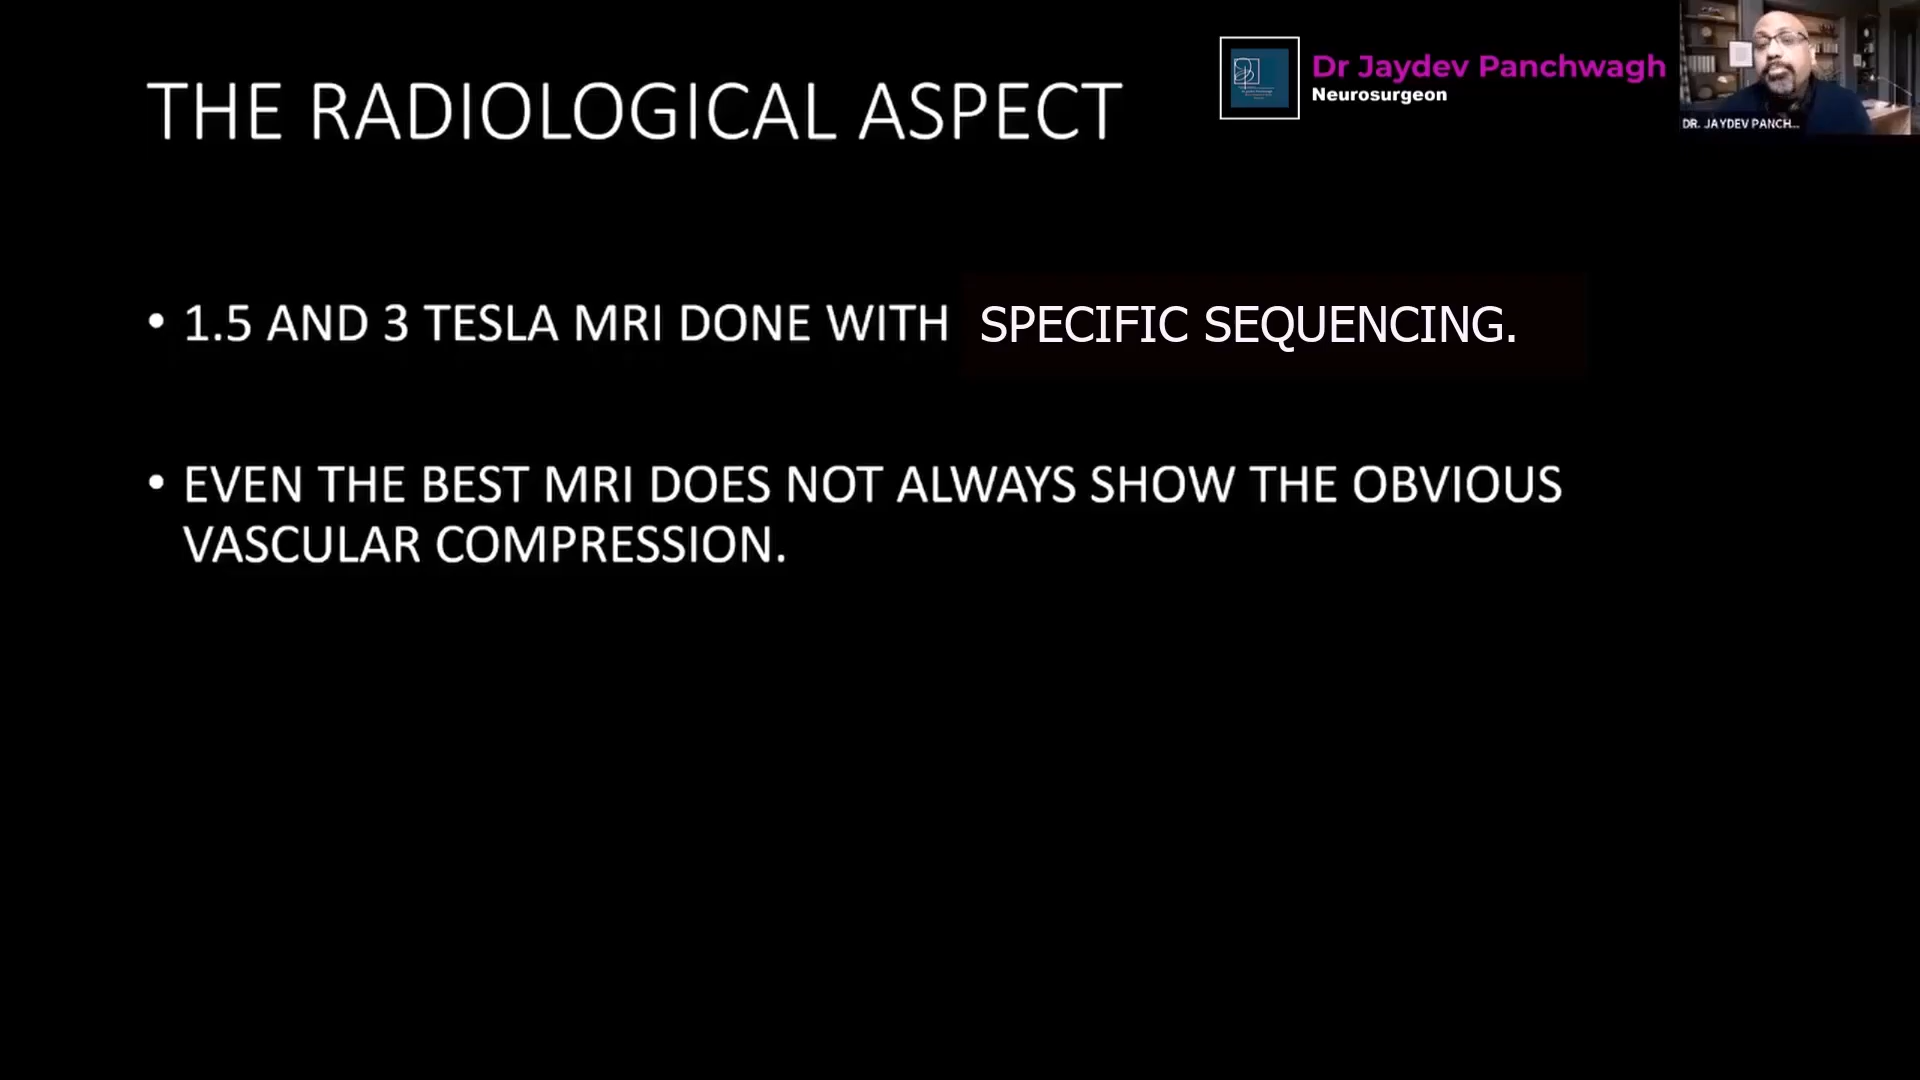 THE RADIOLOGICAL ASPECT
Dr Jaydev Panchwagh
Neurosurgeon
DR. JAYDEV PANCH...
• 1.5 AND 3 TESLA MRI DONE WITH SPECIFIC SEQUENCING.
• EVEN THE BEST MRI DOES NOT ALWAYS SHOW THE OBVIOUS
VASCULAR COMPRESSION.